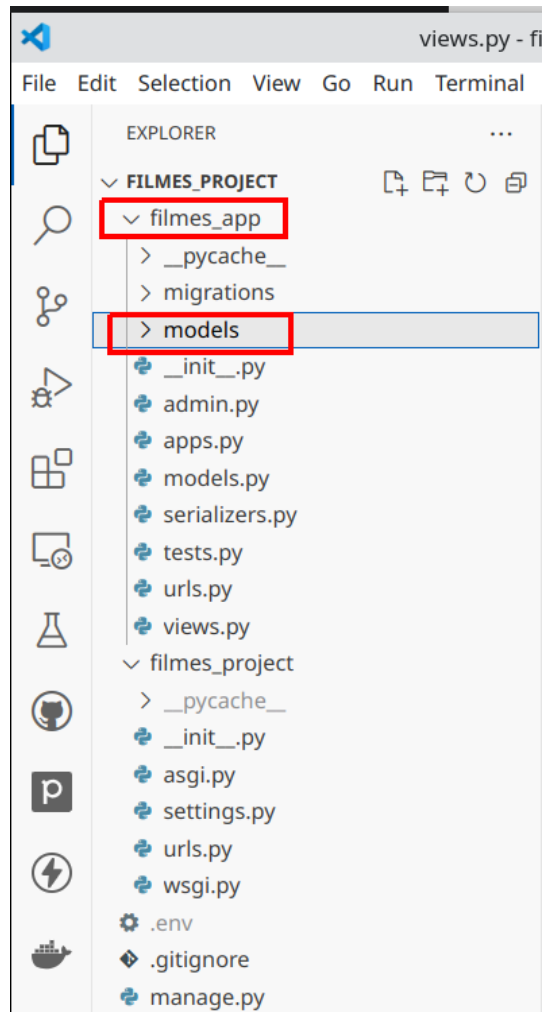 views.py - fi
File Edit Selection View Go Run Terminal
EXPLORER
FILMES_PROJECT
filmes_app
__pycache__
migrations
models
__init__.py
admin.py
apps.py
models.py
serializers.py
tests.py
urls.py
views.py
filmes_project
__pycache__
__init__.py
asgi.py
settings.py
urls.py
wsgi.py
.env
.gitignore
manage.py